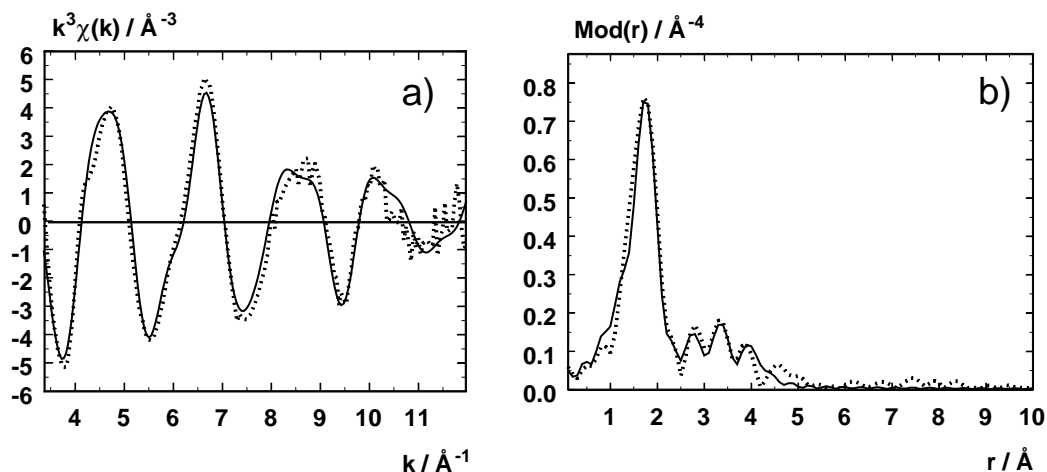 k³χ(k) / Å⁻³
6
5
4
3
2
1
0
-1
-2
-3
-4
-5
-6
a)
4 5 6 7 8 9 10 11
k / Å⁻¹
Mod(r) / Å⁻⁴
0.8
0.7
0.6
0.5
0.4
0.3
0.2
0.1
0.0
b)
1 2 3 4 5 6 7 8 9 10
r / Å